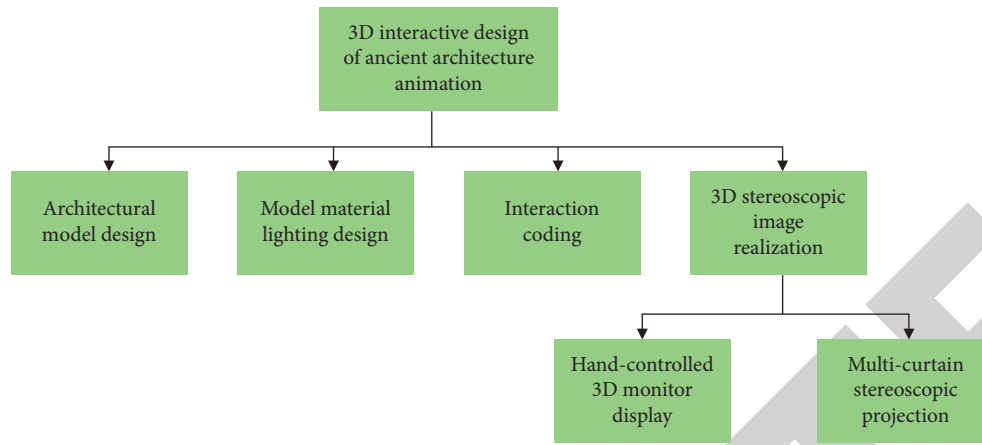 3D interactive design
of ancient architecture
animation
Architectural
model design
Model material
lighting design
Interaction
coding
3D stereoscopic
image
realization
Hand-controlled
3D monitor
display
Multi-curtain
stereoscopic
projection